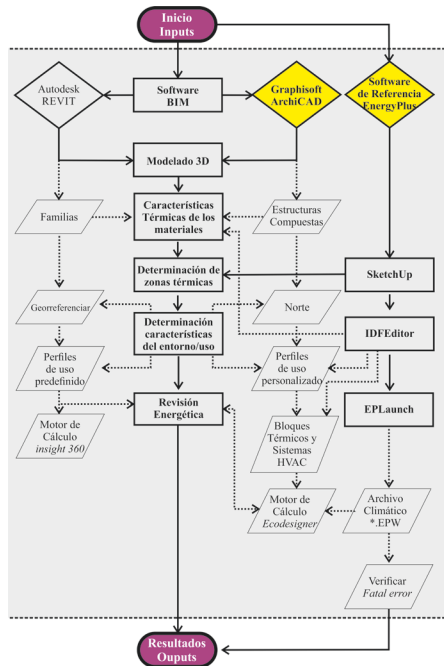 Inicio
Inputs
Autodesk
REVIT
Software
BIM
Graphisoft
ArchiCAD
Software
de Referencia
EnergyPlus
Modelado 3D
Familias
Características
Térmicas de los
materiales
Estructuras
Compuestas
Determinación de
zonas térmicas
SketchUp
Georreferenciar
Norte
Determinación
características
del entorno/uso
IDFEditor
Perfiles
de uso
predefinido
Perfiles
de uso
personalizado
Revisión
Energética
EPLaunch
Motor de
Cálculo
insight 360
Bloques
Térmicos y
Sistemas
HVAC
Motor de
Cálculo
Ecodesigner
Archivo
Climático
*.EPW
Verificar
Fatal error
Resultados
Ouputs